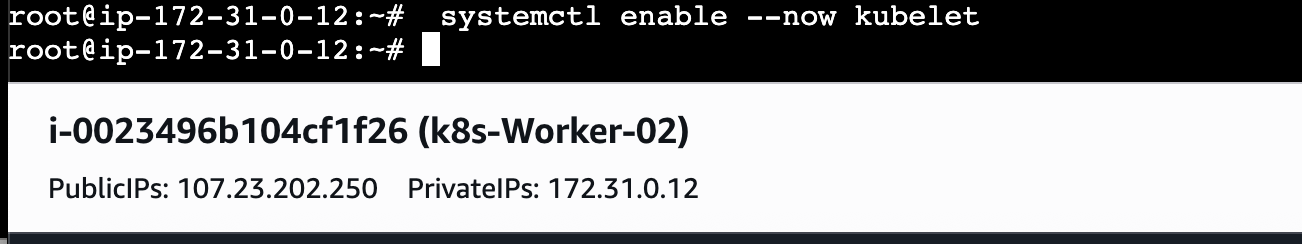 root@ip-172-31-0-12:~#  systemctl enable --now kubelet
root@ip-172-31-0-12:~#
i-0023496b104cf1f26 (k8s-Worker-02)
PublicIPs: 107.23.202.250 PrivateIPs: 172.31.0.12